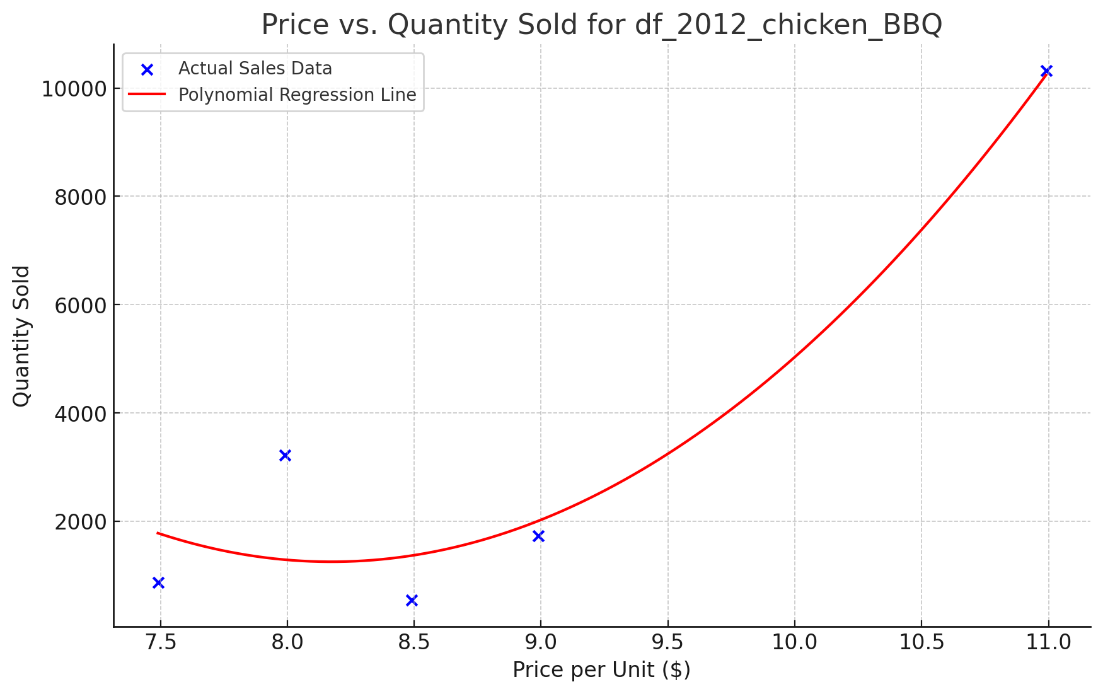 Price vs. Quantity Sold for df_2012_chicken_BBQ
Actual Sales Data
Polynomial Regression Line
Quantity Sold
10000
8000
6000
4000
2000
7.5 8.0 8.5 9.0 9.5 10.0 10.5 11.0
Price per Unit ($)